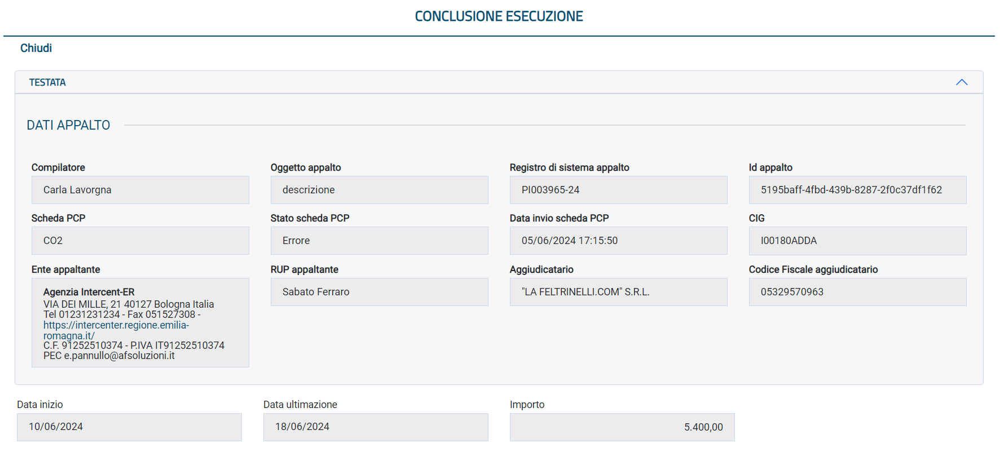 CONCLUSIONE ESECUZIONE
Chiudi
TESTATA
DATI APPALTO
Compilatore
Carla Lavorgna
Oggetto appalto
descrizione
Registro di sistema appalto
PI003965-24
Id appalto
5195baff-4fbd-439b-8287-2f0c37df1f62
Scheda PCP
CO2
Stato scheda PCP
Errore
Data invio scheda PCP
05/06/2024 17:15:50
CIG
I00180ADDA
Ente appaltante
Agenzia Intercent-ER
VIA DEI MILLE, 21 40127 Bologna Italia
Tel 01231231234 - Fax 051527308 -
https://intercenter.regione.emilia-
romagna.it/
C.F. 91252510374 - P.IVA IT91252510374
PEC e.pannullo@afsoluzioni.it
RUP appaltante
Sabato Ferraro
Aggiudicatario
"LA FELTRINELLI.COM" S.R.L.
Codice Fiscale aggiudicatario
05329570963
Data inizio
10/06/2024
Data ultimazione
18/06/2024
Importo
5.400,00